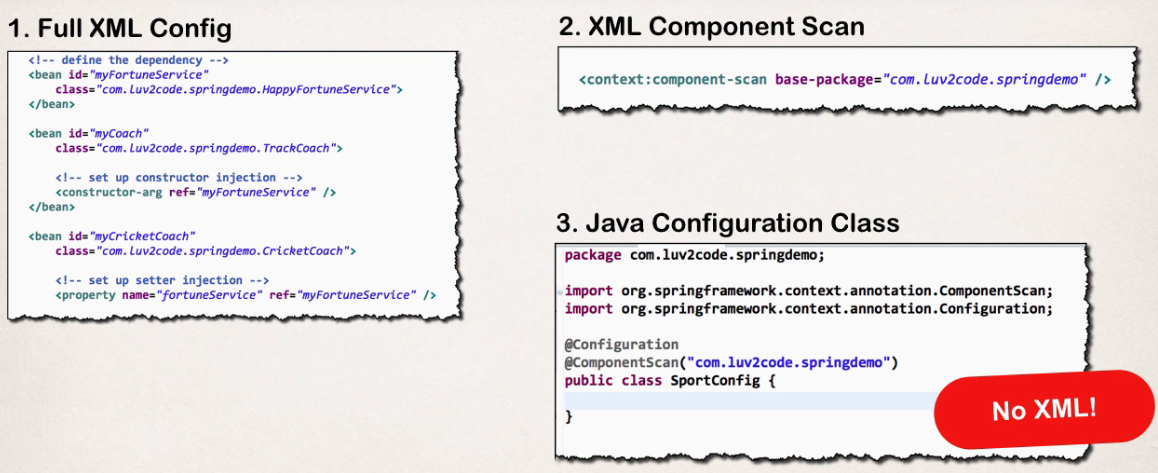 1. Full XML Config
<!-- define the dependency -->
<bean id="myFortuneService"
class="com.luv2code.springdemo.HappyFortuneService">
</bean>
<bean id="myCoach"
class="com.luv2code.springdemo.TrackCoach">
<!-- set up constructor injection -->
<constructor-arg ref="myFortuneService" />
</bean>
<bean id="myCricketCoach"
class="com.luv2code.springdemo.CricketCoach">
<!-- set up setter injection -->
<property name="fortuneService" ref="myFortuneService" />
2. XML Component Scan
<context:component-scan base-package="com.luv2code.springdemo" />
3. Java Configuration Class
package com.luv2code.springdemo;
import org.springframework.context.annotation.ComponentScan;
import org.springframework.context.annotation.Configuration;
@Configuration
@ComponentScan("com.luv2code.springdemo")
public class SportConfig {
}
No XML!